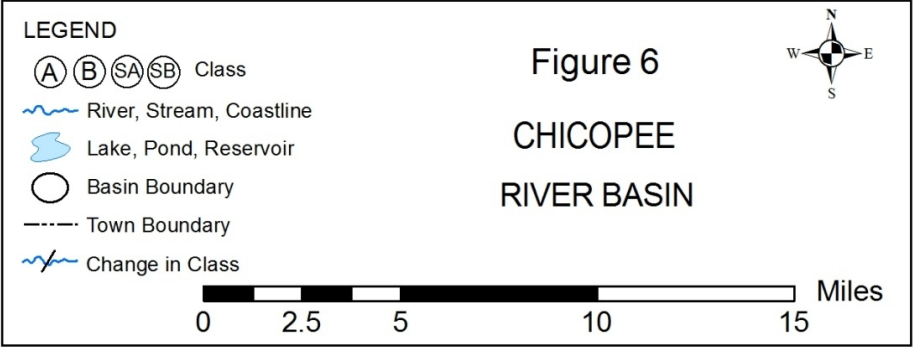 LEGEND
A B SA SB Class
River, Stream, Coastline
Lake, Pond, Reservoir
Basin Boundary
Town Boundary
Change in Class
Figure 6
CHICOPEE
RIVER BASIN
N
W E
S
Miles
0 2.5 5 10 15